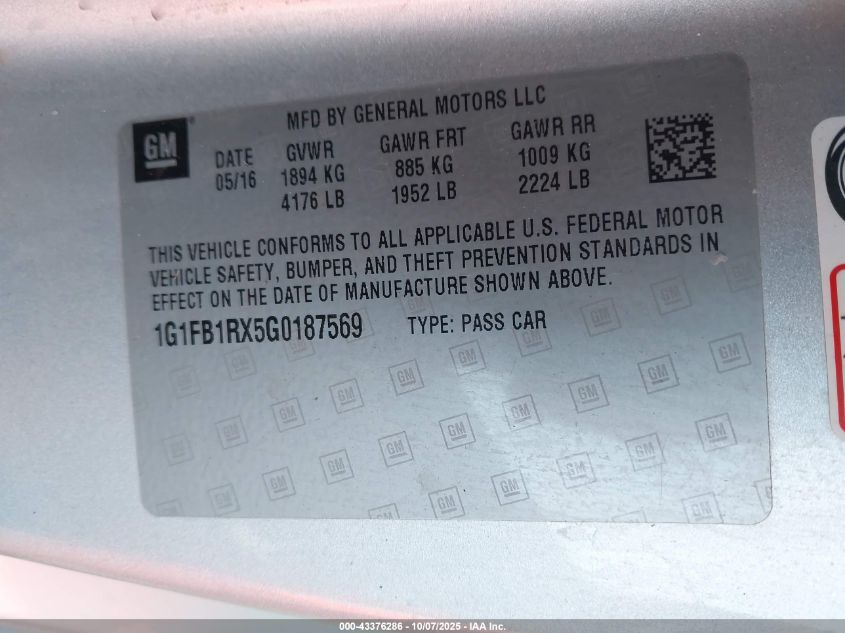 GM ®
MFD BY GENERAL MOTORS LLC
DATE GVWR GAWR FRT GAWR RR
05/16 1894 KG 885 KG 1009 KG
4176 LB 1952 LB 2224 LB
THIS VEHICLE CONFORMS TO ALL APPLICABLE U.S. FEDERAL MOTOR
VEHICLE SAFETY, BUMPER, AND THEFT PREVENTION STANDARDS IN
EFFECT ON THE DATE OF MANUFACTURE SHOWN ABOVE.
1G1FB1RX5G0187569 TYPE: PASS CAR
000-43376286 - 10/07/2025 - IAA Inc.